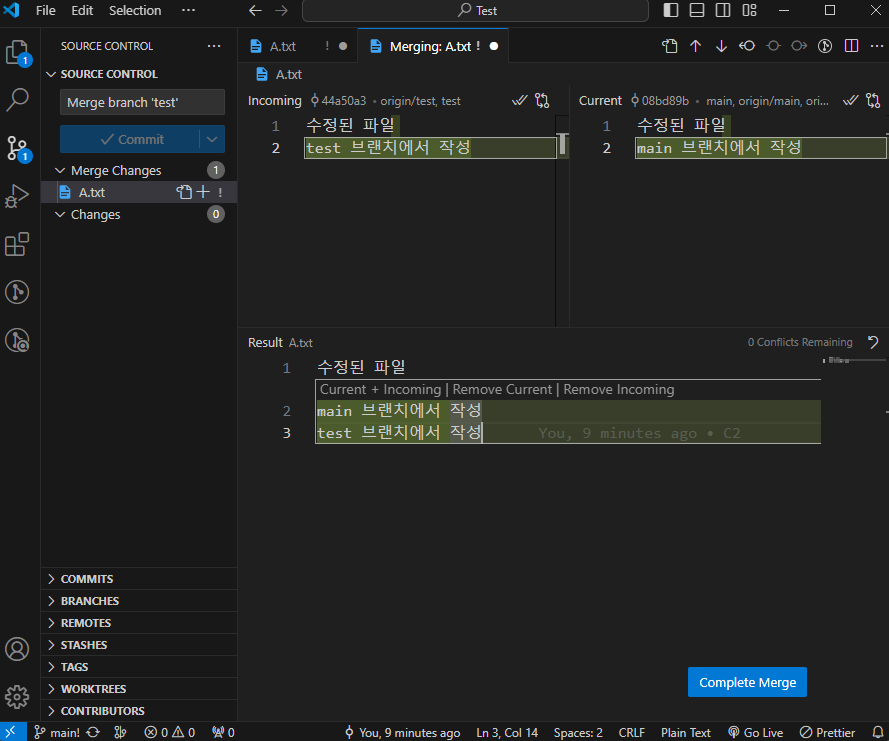 File Edit Selection ··· Test
SOURCE CONTROL ···
SOURCE CONTROL
Merge branch 'test'
Commit
Merge Changes 1
A.txt !
Changes 0
COMMITS
BRANCHES
REMOTES
STASHES
TAGS
WORKTREES
CONTRIBUTORS
1
1
A.txt ! ● Merging: A.txt ! ●
A.txt
Incoming 44a50a3 • origin/test, test
1 수정된 파일
2 test 브랜치에서 작성
Current 08bd89b • main, origin/main, ori...
1 수정된 파일
2 main 브랜치에서 작성
Result A.txt 0 Conflicts Remaining
1 수정된 파일
Current + Incoming | Remove Current | Remove Incoming
2 main 브랜치에서 작성
3 test 브랜치에서 작성 You, 9 minutes ago • C2
Complete Merge
main! 0 0 0 You, 9 minutes ago Ln 3, Col 14 Spaces: 2 CRLF Plain Text Go Live Prettier